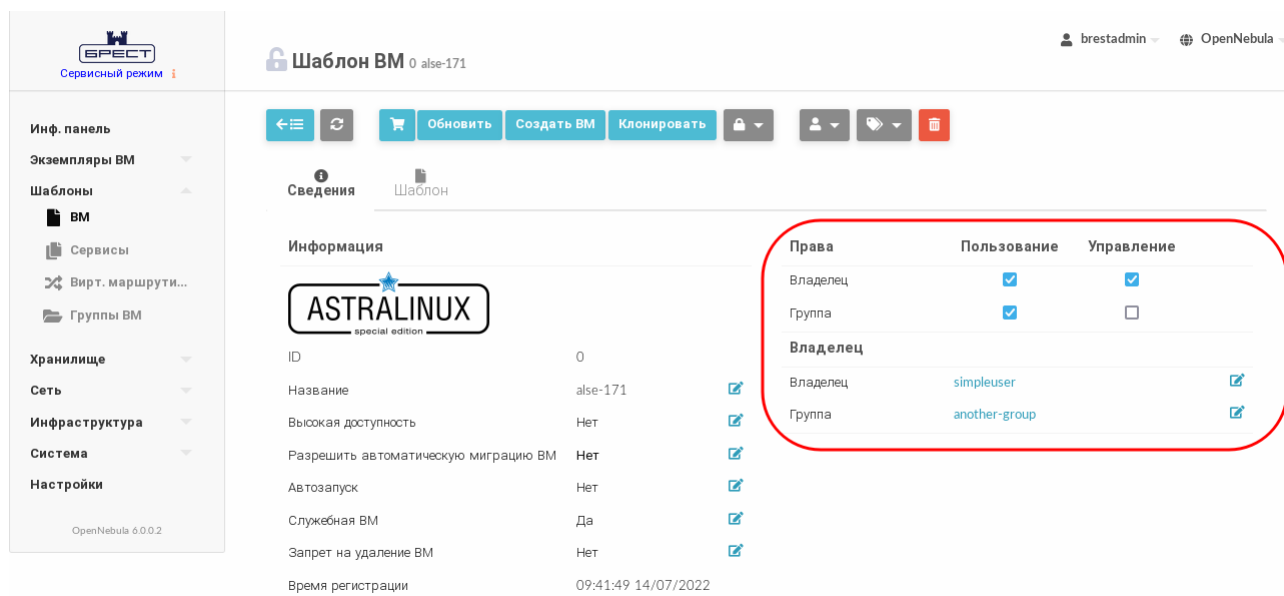 БРЕСТ
Сервисный режим i
Шаблон ВМ 0 alse-171
brestadmin
OpenNebula
Инф. панель
Экземпляры ВМ
Шаблоны
ВМ
Сервисы
Вирт. маршрути...
Группы ВМ
Хранилище
Сеть
Инфраструктура
Система
Настройки
OpenNebula 6.0.0.2
Обновить Создать ВМ Клонировать
Сведения Шаблон
Информация
ASTRALINUX
special edition
ID 0
Название alse-171
Высокая доступность Нет
Разрешить автоматическую миграцию ВМ Нет
Автозапуск Нет
Служебная ВМ Да
Запрет на удаление ВМ Нет
Время регистрации 09:41:49 14/07/2022
Права Пользование Управление
Владелец
Группа
Владелец
Владелец simpleuser
Группа another-group